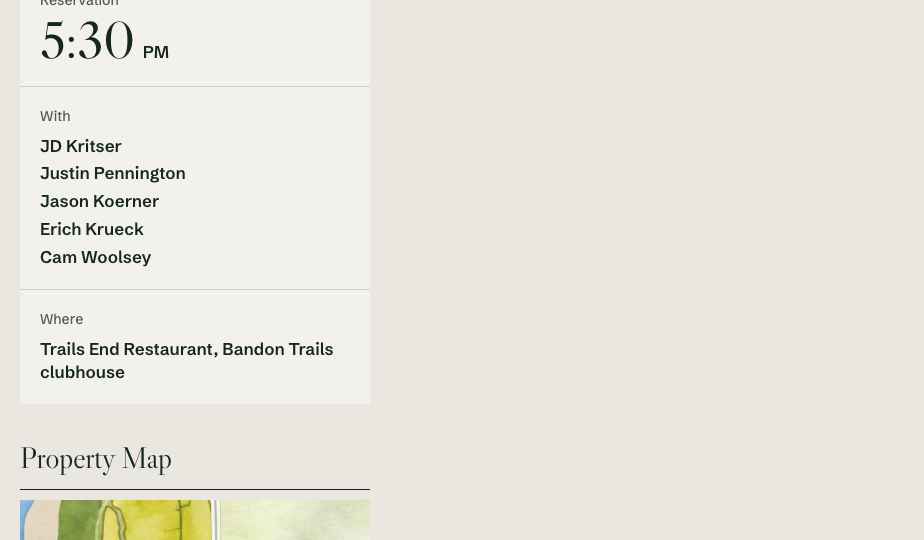 Reservation
5:30 PM
With
JD Kritser
Justin Pennington
Jason Koerner
Erich Krueck
Cam Woolsey
Where
Trails End Restaurant, Bandon Trails
clubhouse
Property Map